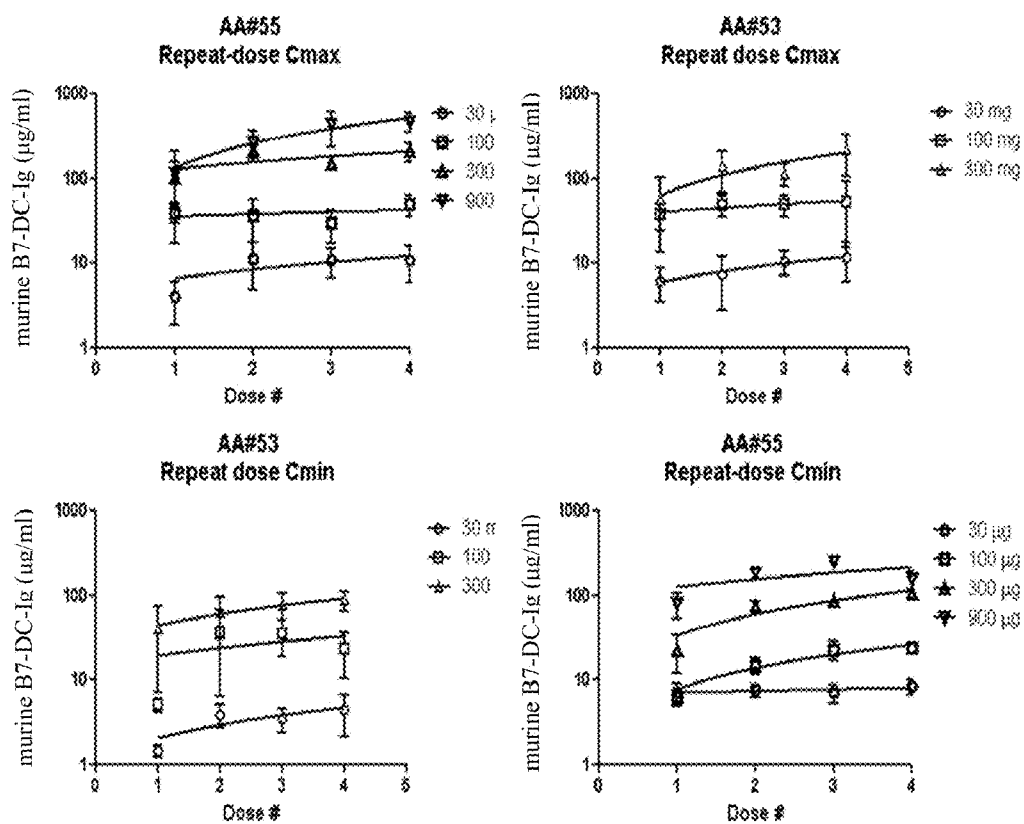 AA#55
Repeat-dose Cmax
murine B7-DC-Ig (µg/ml)
1000
100
10
1
0
1
2
3
4
Dose #
30 µ
100
300
900
AA#53
Repeat dose Cmax
murine B7-DC-Ig (µg/ml)
1000
100
10
1
0
1
2
3
4
5
Dose #
30 mg
100 mg
300 mg
AA#53
Repeat dose Cmin
murine B7-DC-Ig (µg/ml)
1000
100
10
1
0
1
2
3
4
5
Dose #
30 m
100
300
AA#55
Repeat-dose Cmin
murine B7-DC-Ig (µg/ml)
1000
100
10
1
0
1
2
3
4
Dose #
30 µg
100 µg
300 µg
900 µg